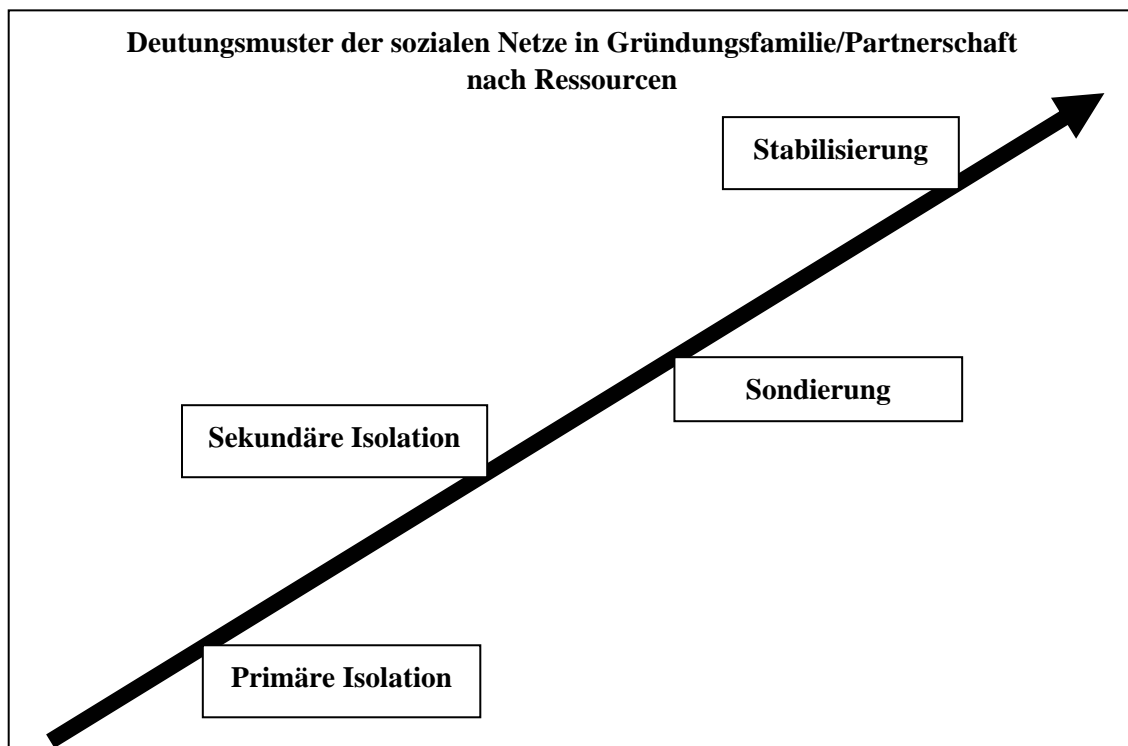 Deutungsmuster der sozialen Netze in Gründungsfamilie/Partnerschaft
nach Ressourcen
Stabilisierung
Sondierung
Sekundäre Isolation
Primäre Isolation